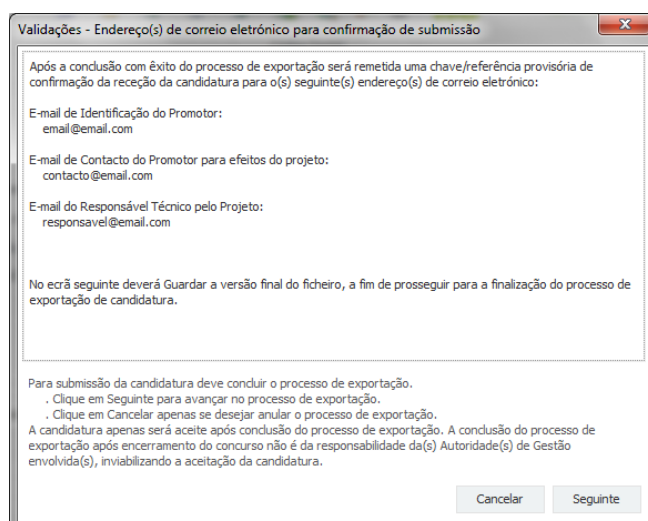 Validações - Endereço(s) de correio eletrónico para confirmação de submissão
Após a conclusão com êxito do processo de exportação será remetida uma chave/referência provisória de
confirmação da receção da candidatura para o(s) seguinte(s) endereço(s) de correio eletrónico:
E-mail de Identificação do Promotor:
email@email.com
E-mail de Contacto do Promotor para efeitos do projeto:
contacto@email.com
E-mail do Responsável Técnico pelo Projeto:
responsavel@email.com
No ecrã seguinte deverá Guardar a versão final do ficheiro, a fim de prosseguir para a finalização do processo de
exportação de candidatura.
Para submissão da candidatura deve concluir o processo de exportação.
. Clique em Seguinte para avançar no processo de exportação.
. Clique em Cancelar apenas se desejar anular o processo de exportação.
A candidatura apenas será aceite após conclusão do processo de exportação. A conclusão do processo de
exportação após encerramento do concurso não é da responsabilidade da(s) Autoridade(s) de Gestão
envolvida(s), inviabilizando a aceitação da candidatura.
Cancelar Seguinte